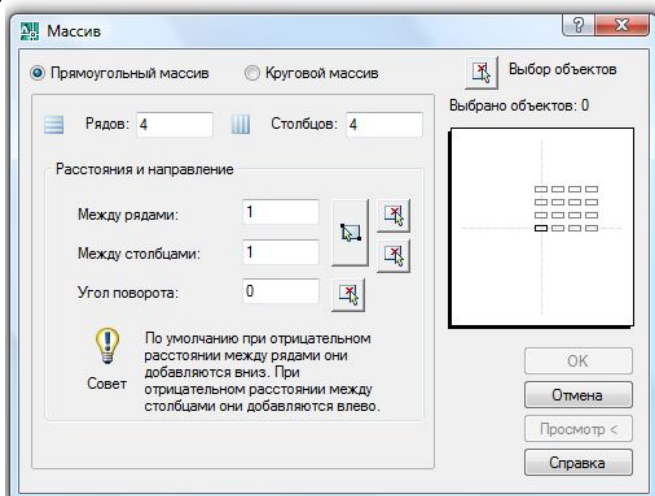 Массив
Прямоугольный массив
Круговой массив
Выбор объектов
Выбрано объектов: 0
Рядов: 4
Столбцов: 4
Расстояния и направление
Между рядами: 1
Между столбцами: 1
Угол поворота: 0
Совет
По умолчанию при отрицательном
расстоянии между рядами они
добавляются вниз. При
отрицательном расстоянии между
столбцами они добавляются влево.
OK
Отмена
Просмотр <
Справка